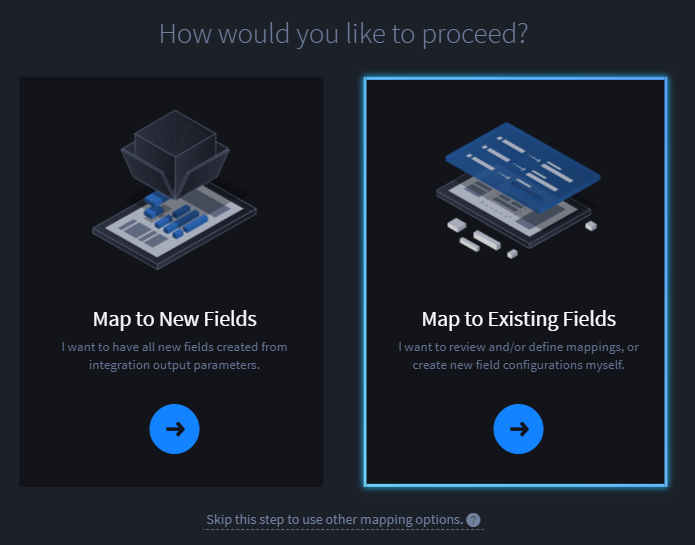 How would you like to proceed?
Map to New Fields
I want to have all new fields created from
integration output parameters.
Map to Existing Fields
I want to review and/or define mappings, or
create new field configurations myself.
Skip this step to use other mapping options. ?